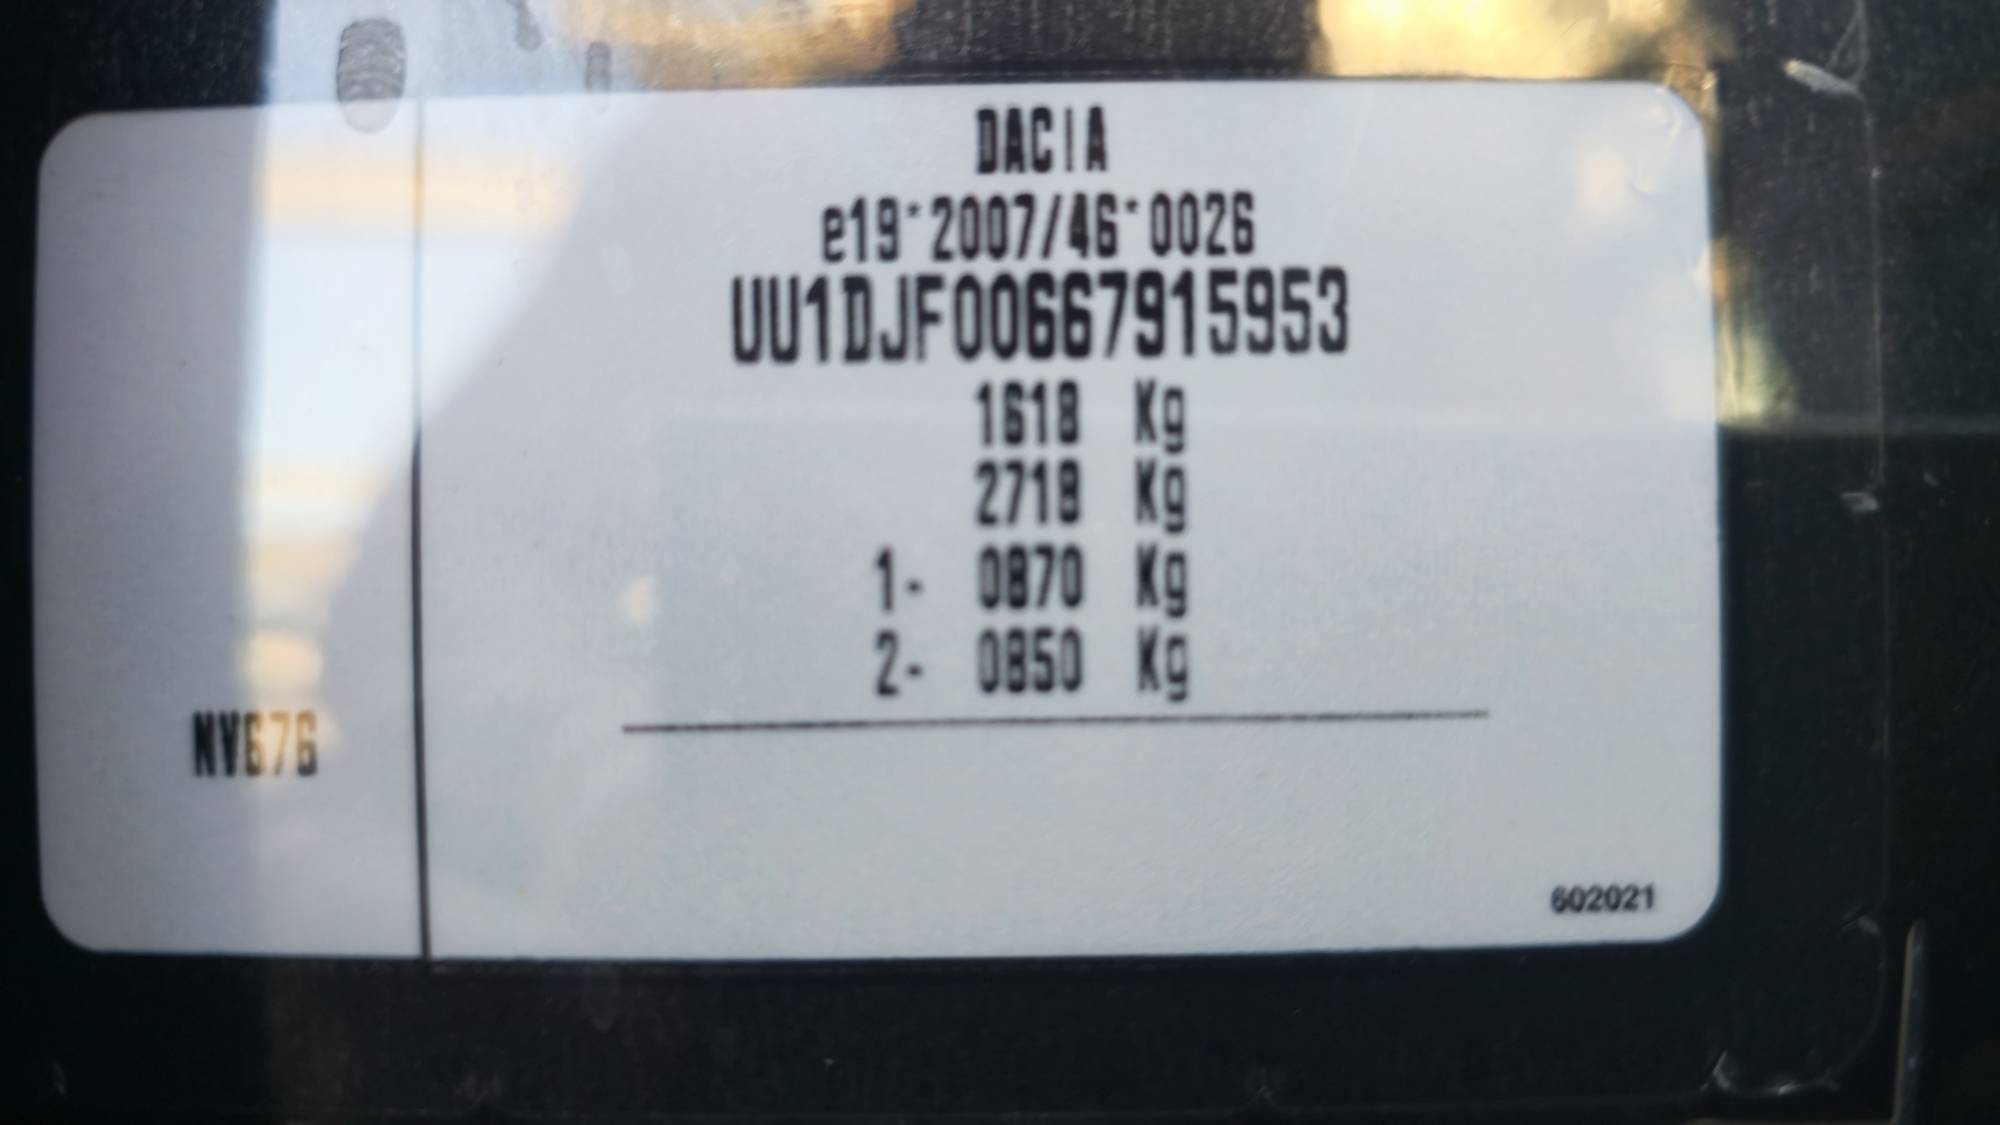 DACIA
e19*2007/46*0026
UU1DJF00667915953
1618 Kg
2718 Kg
1- 0870 Kg
2- 0850 Kg
NV676
602021